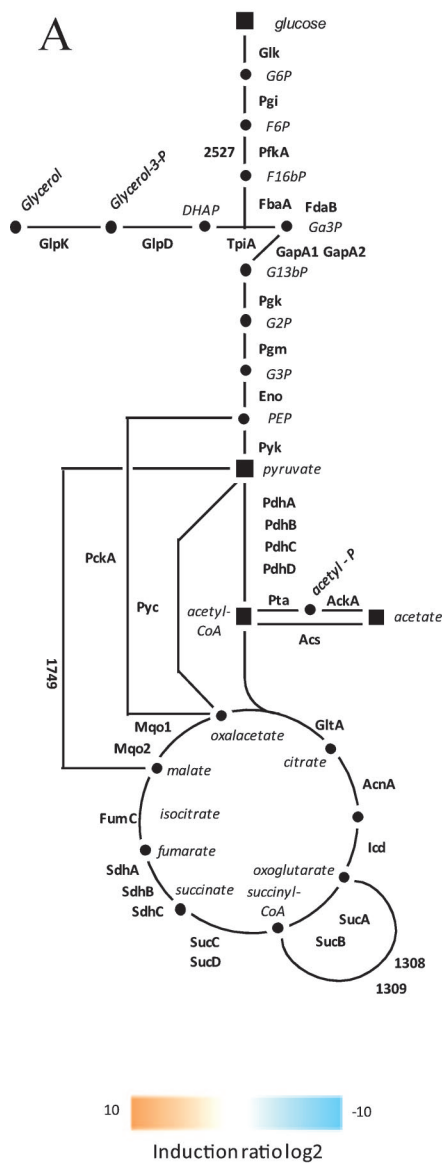 A
glucose
Glk
G6P
Pgi
F6P
2527 PfkA
F16bP
Glycerol
Glycerol-3-P
DHAP
FbaA FdaB
Ga3P
GlpK GlpD TpiA
GapA1 GapA2
G13bP
Pgk
G2P
Pgm
G3P
Eno
PEP
Pyk
pyruvate
PdhA
PdhB
PdhC
PdhD
PckA
Pyc
1749
acetyl-CoA
Pta
acetyl-P
AckA
acetate
Acs
Mqo1
oxalacetate
GltA
Mqo2
citrate
malate
AcnA
FumC
isocitrate
Icd
fumarate
oxoglutarate
SdhA
SdhB
SdhC
succinate
succinyl-
CoA
SucA
SucB
SucC
SucD
1308
1309
10
-10
Induction ratio log2